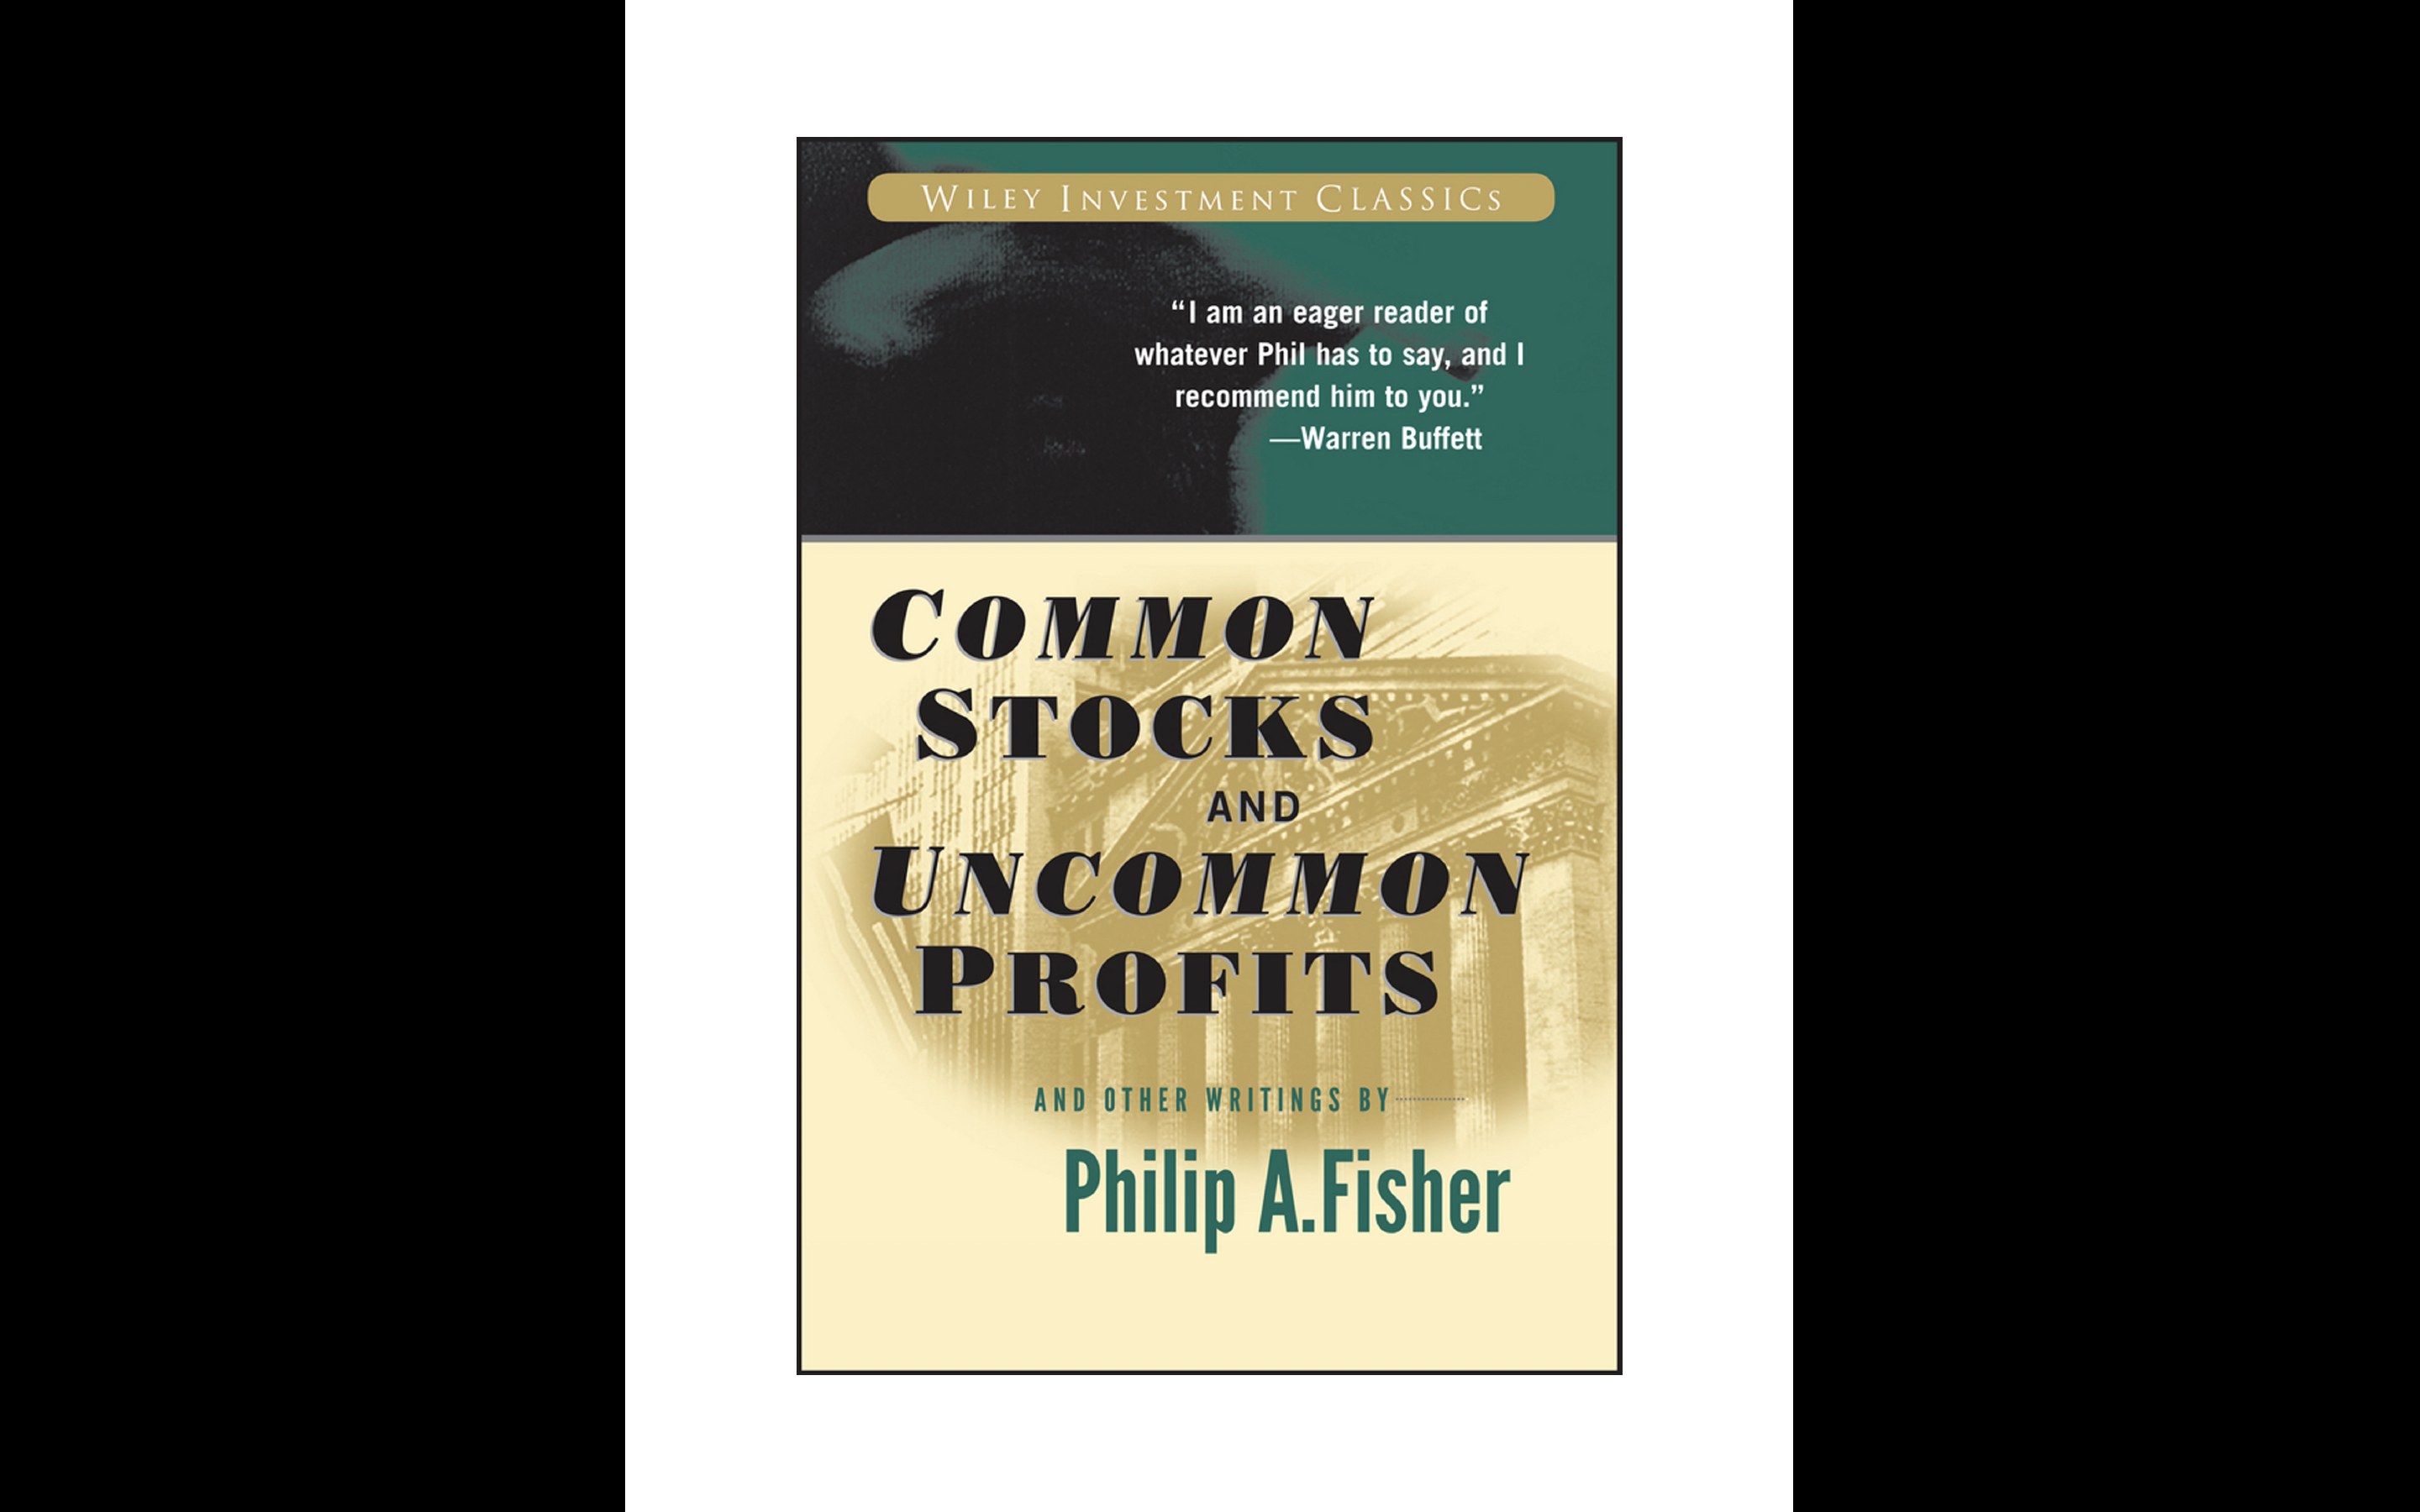 WILEY INVESTMENT CLASSICS
“I am an eager reader of
whatever Phil has to say, and I
recommend him to you.”
—Warren Buffett
COMMON
STOCKS
AND
UNCOMMON
PROFITS
AND OTHER WRITINGS BY
Philip A.Fisher